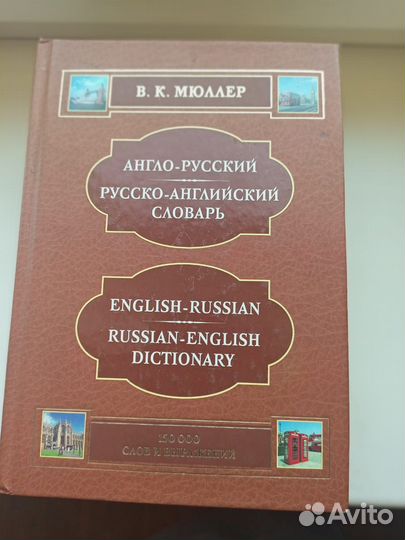 В. К. МЮЛЛЕР
АНГЛО-РУССКИЙ
РУССКО-АНГЛИЙСКИЙ
СЛОВАРЬ
ENGLISH-RUSSIAN
RUSSIAN-ENGLISH
DICTIONARY
150 000
СЛОВ И ВЫРАЖЕНИЙ
Avito